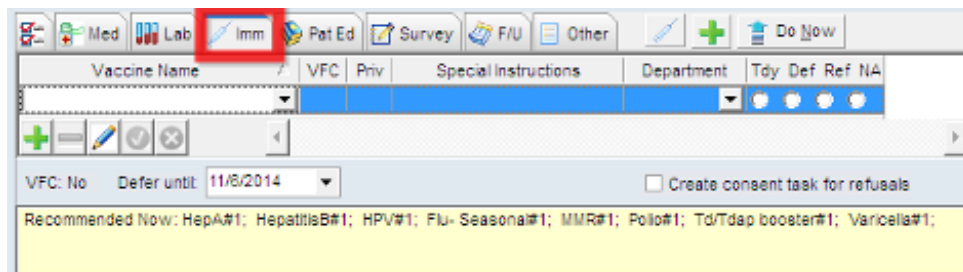 Med Lab Imm Pat Ed Survey F/U Other Do Now
Vaccine Name VFC Priv Special Instructions Department Tdy Def Ref NA
VFC: No Defer until: 11/6/2014 Create consent task for refusals
Recommended Now: HepA#1; HepatitisB#1; HPV#1; Flu- Seasonal#1; MMR#1; Polio#1; Td/Tdap booster#1; Varicella#1;